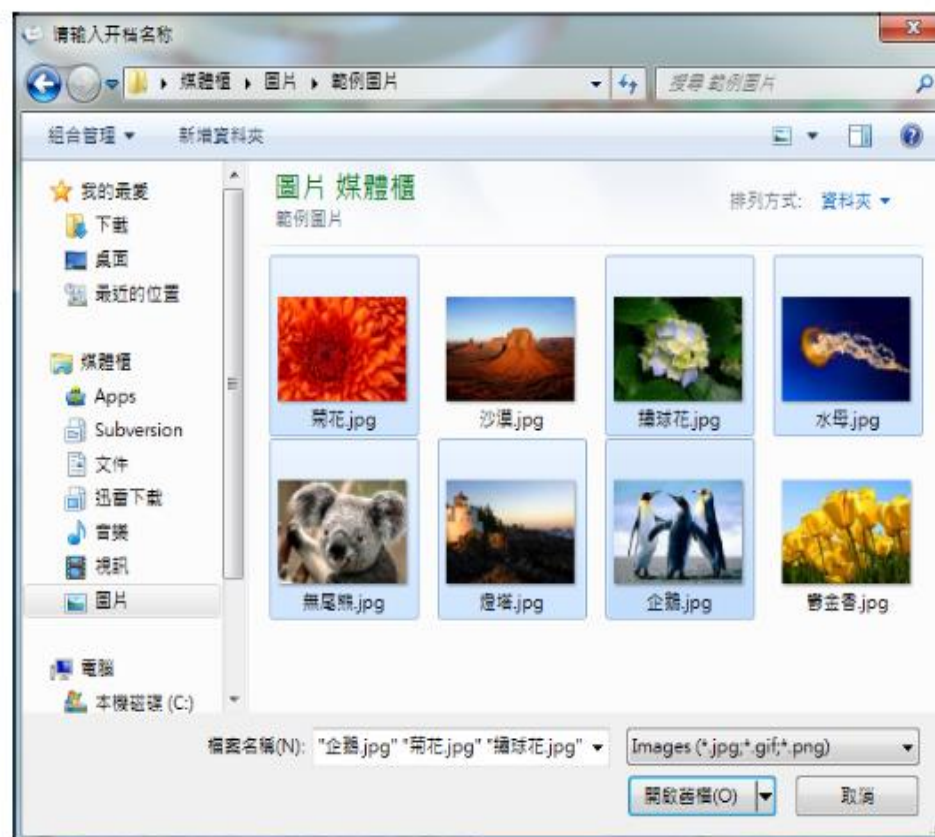 请输入开档名称
媒體櫃 ▸ 圖片 ▸ 範例圖片
搜尋 範例圖片
組合管理 新增資料夾
我的最愛
下載
桌面
最近的位置
媒體櫃
Apps
Subversion
文件
迅雷下載
音樂
視訊
圖片
電腦
本機磁碟 (C:)
圖片 媒體櫃
範例圖片
排列方式: 資料夾
菊花.jpg 沙漠.jpg 繡球花.jpg 水母.jpg
無尾熊.jpg 燈塔.jpg 企鵝.jpg 鬱金香.jpg
檔案名稱(N): "企鵝.jpg" "菊花.jpg" "繡球花.jpg" Images (*.jpg;*.gif;*.png)
開啟舊檔(O) 取消